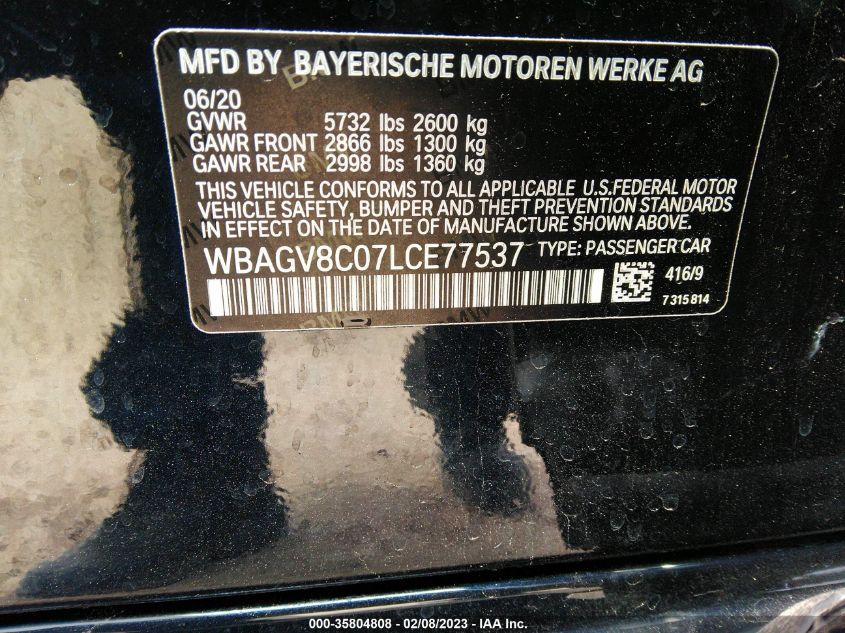 MFD BY BAYERISCHE MOTOREN WERKE AG
06/20
GVWR 5732 lbs 2600 kg
GAWR FRONT 2866 lbs 1300 kg
GAWR REAR 2998 lbs 1360 kg
THIS VEHICLE CONFORMS TO ALL APPLICABLE U.S.FEDERAL MOTOR
VEHICLE SAFETY, BUMPER AND THEFT PREVENTION STANDARDS
IN EFFECT ON THE DATE OF MANUFACTURE SHOWN ABOVE.
WBAGV8C07LCE77537 TYPE: PASSENGER CAR
416/9
7 315 814
000-35804808 - 02/08/2023 - IAA Inc.